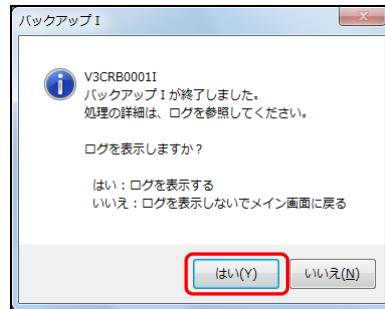 バックアップⅠ
V3CRB0001I
バックアップⅠが終了しました。
処理の詳細は、ログを参照してください。
ログを表示しますか？
はい：ログを表示する
いいえ：ログを表示しないでメイン画面に戻る
はい(Y)
いいえ(N)